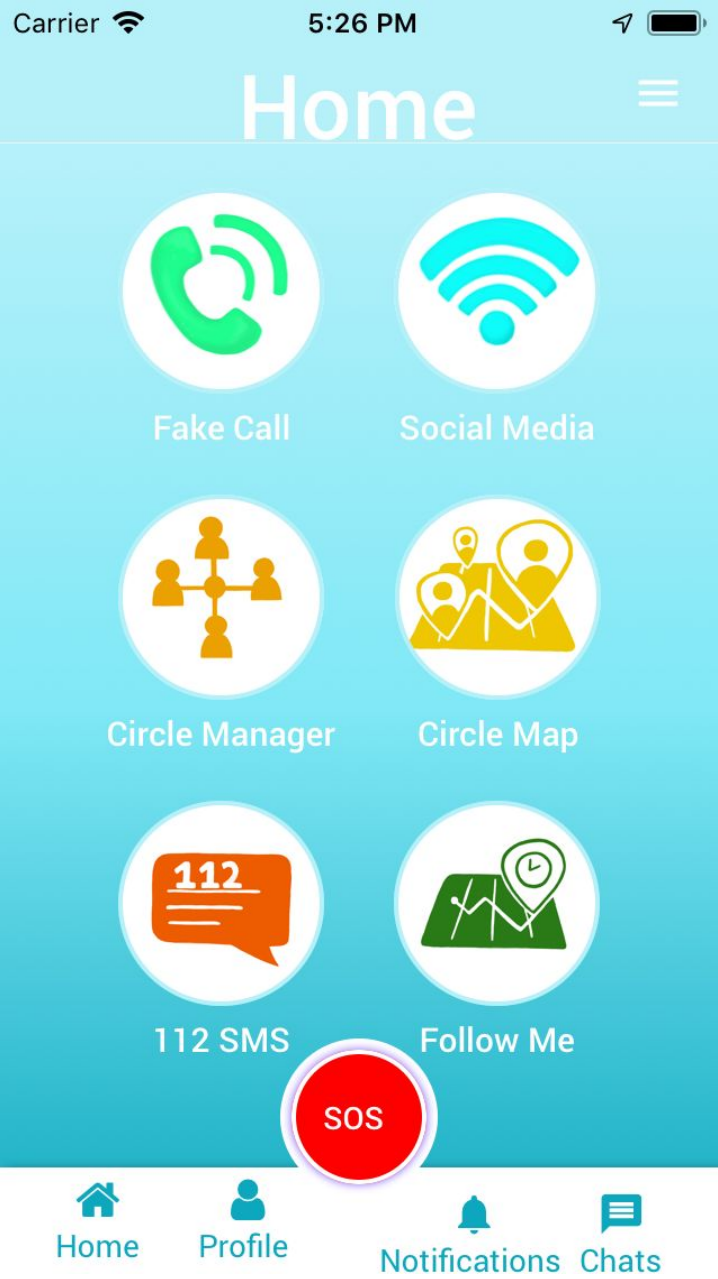 Carrier 5:26 PM
Home
Fake Call Social Media
Circle Manager Circle Map
112
112 SMS Follow Me
SOS
Home Profile Notifications Chats